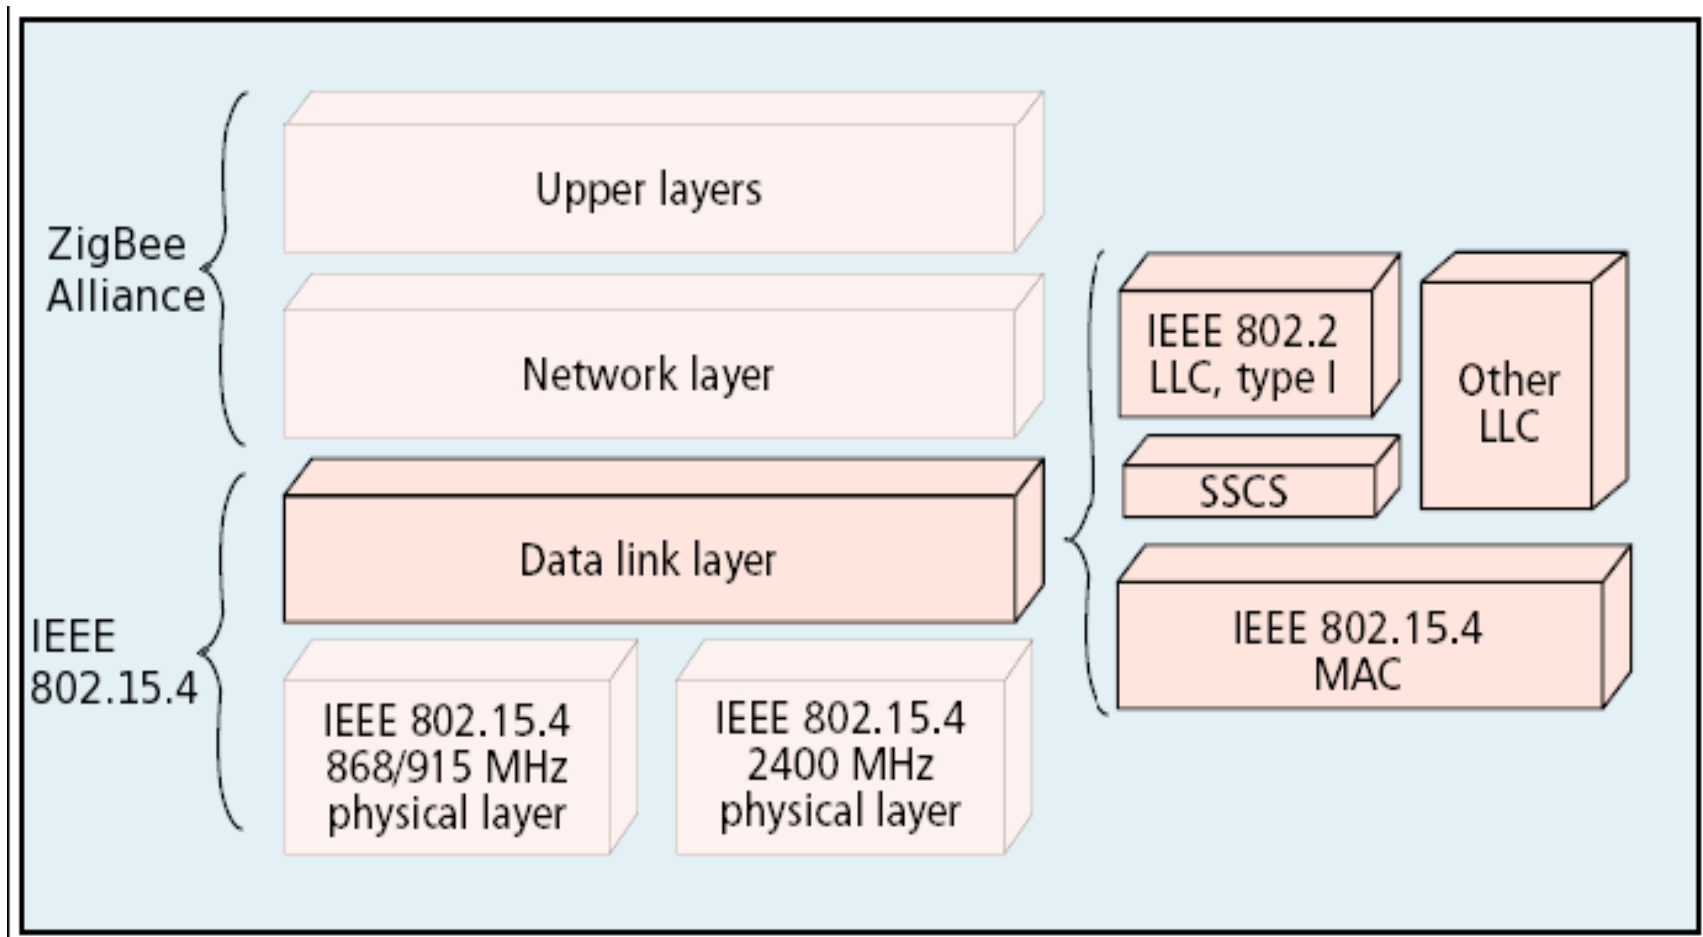 ZigBee
Alliance
Upper layers
Network layer
IEEE
802.15.4
Data link layer
IEEE 802.15.4
868/915 MHz
physical layer
IEEE 802.15.4
2400 MHz
physical layer
IEEE 802.2
LLC, type I
Other
LLC
SSCS
IEEE 802.15.4
MAC